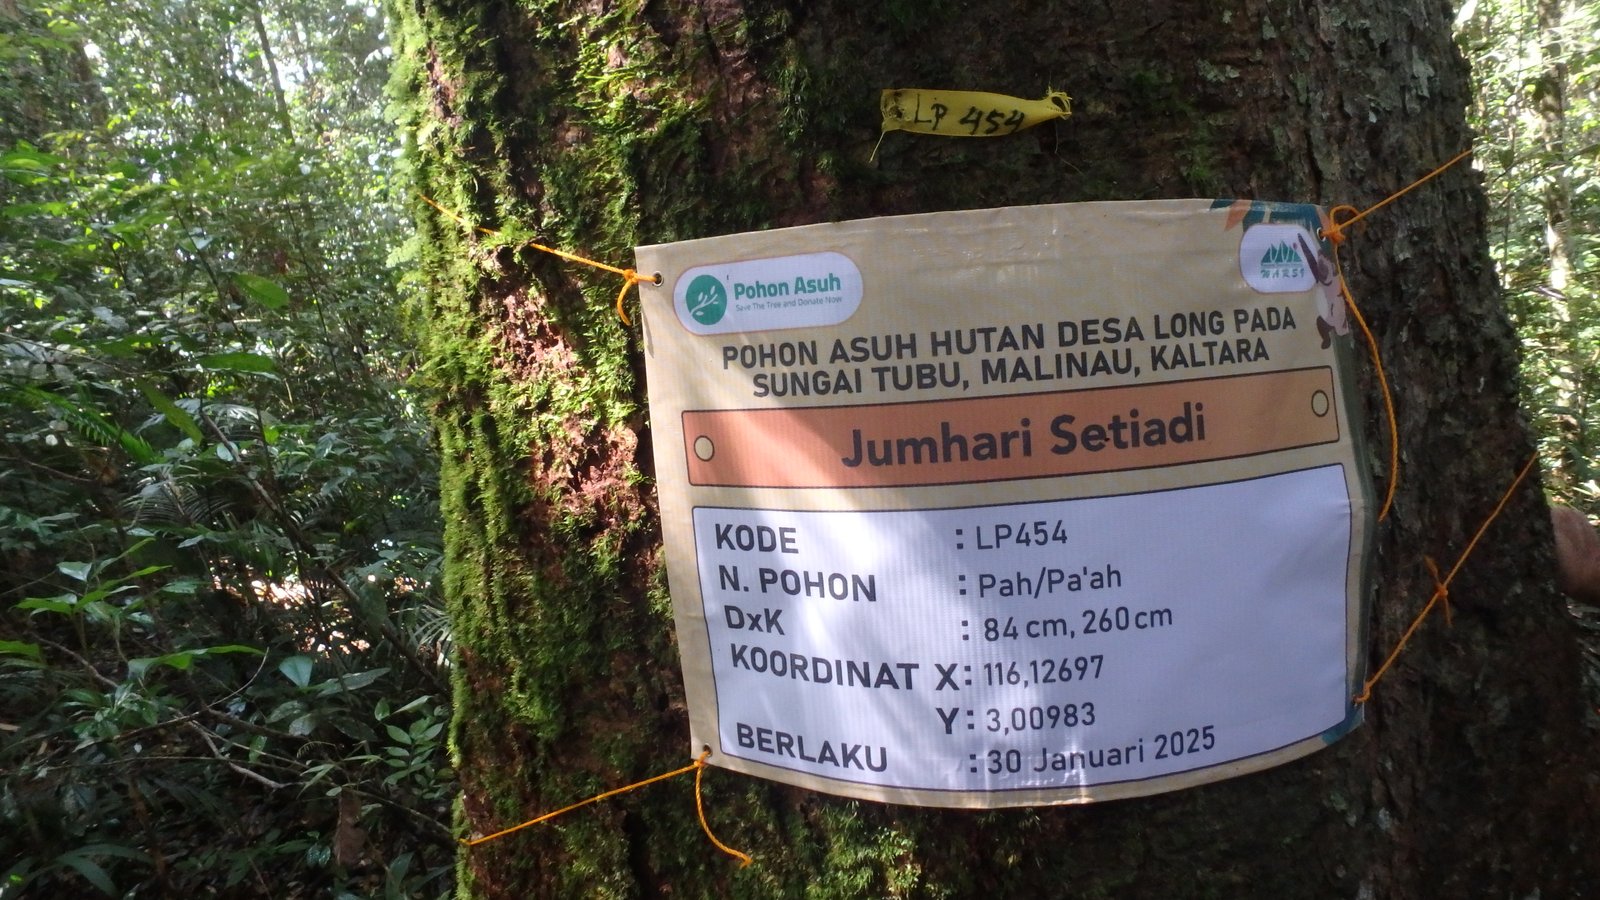 LP 454
Pohon Asuh
Save The Tree and Donate Now
WARSI
POHON ASUH HUTAN DESA LONG PADA
SUNGAI TUBU, MALINAU, KALTARA
Jumhari Setiadi
KODE : LP454
N. POHON : Pah/Pa'ah
DxK : 84 cm, 260 cm
KOORDINAT X: 116,12697
Y: 3,00983
BERLAKU : 30 Januari 2025